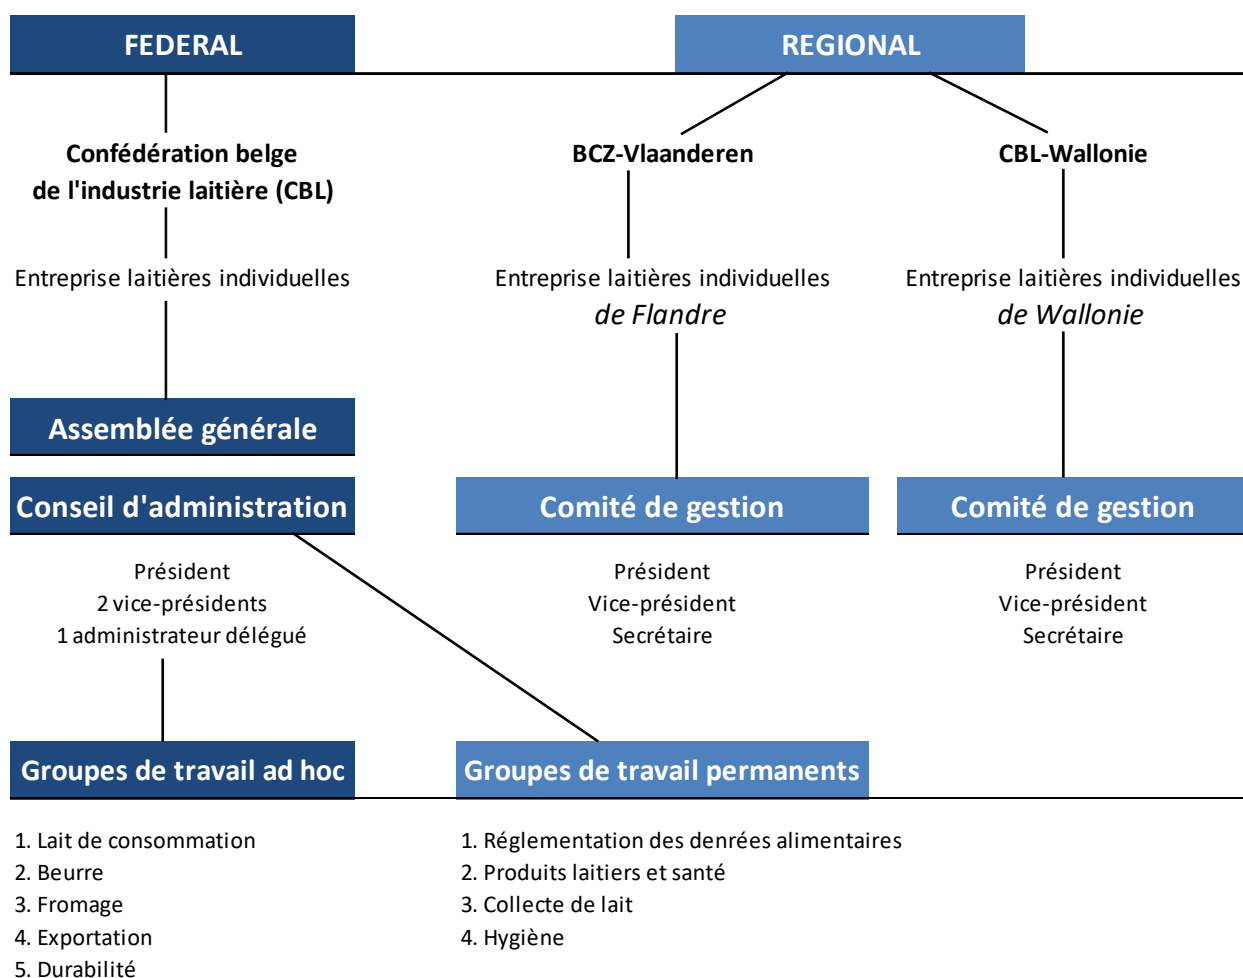 FEDERAL
REGIONAL
Confédération belge
de l'industrie laitière (CBL)
BCZ-Vlaanderen
CBL-Wallonie
Entreprise laitières individuelles
Entreprise laitières individuelles
de Flandre
Entreprise laitières individuelles
de Wallonie
Assemblée générale
Conseil d'administration
Comité de gestion
Comité de gestion
Président
2 vice-présidents
1 administrateur délégué
Président
Vice-président
Secrétaire
Président
Vice-président
Secrétaire
Groupes de travail ad hoc
Groupes de travail permanents
1. Lait de consommation
2. Beurre
3. Fromage
4. Exportation
5. Durabilité
1. Réglementation des denrées alimentaires
2. Produits laitiers et santé
3. Collecte de lait
4. Hygiène